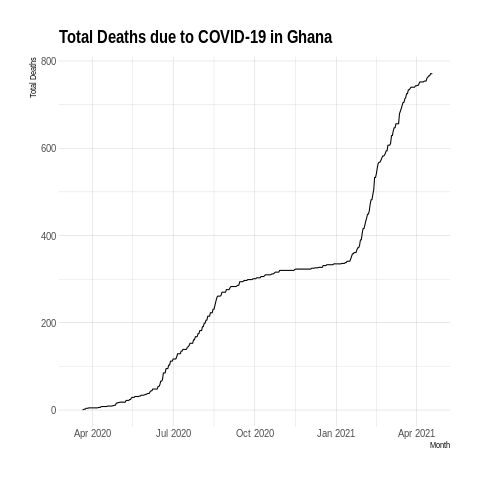 Total Deaths due to COVID-19 in Ghana
Total Deaths
800
600
400
200
0
Apr 2020 Jul 2020 Oct 2020 Jan 2021 Apr 2021
Month